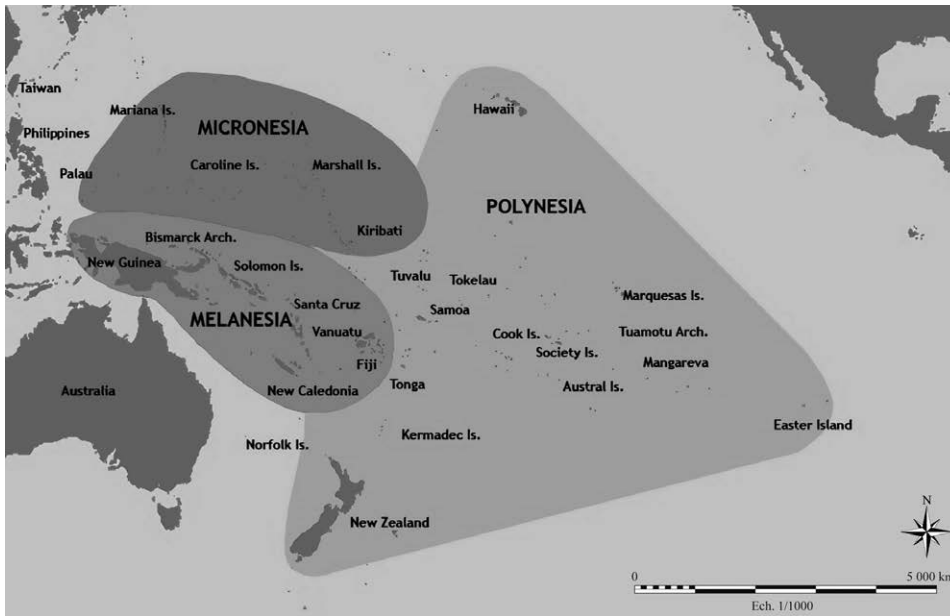 Taiwan
Mariana Is.
Hawaii
Philippines
MICRONESIA
Palau
Caroline Is.
Marshall Is.
POLYNESIA
Kiribati
Bismarck Arch.
New Guinea
Solomon Is.
Tuvalu
Tokelau
Marquesas Is.
Santa Cruz
Samoa
MELANESIA
Vanuatu
Cook Is.
Tuamotu Arch.
Society Is.
Fiji
Mangareva
Australia
New Caledonia
Tonga
Austral Is.
Easter Island
Norfolk Is.
Kermadec Is.
New Zealand
N
0
5 000 km
Ech. 1/1000